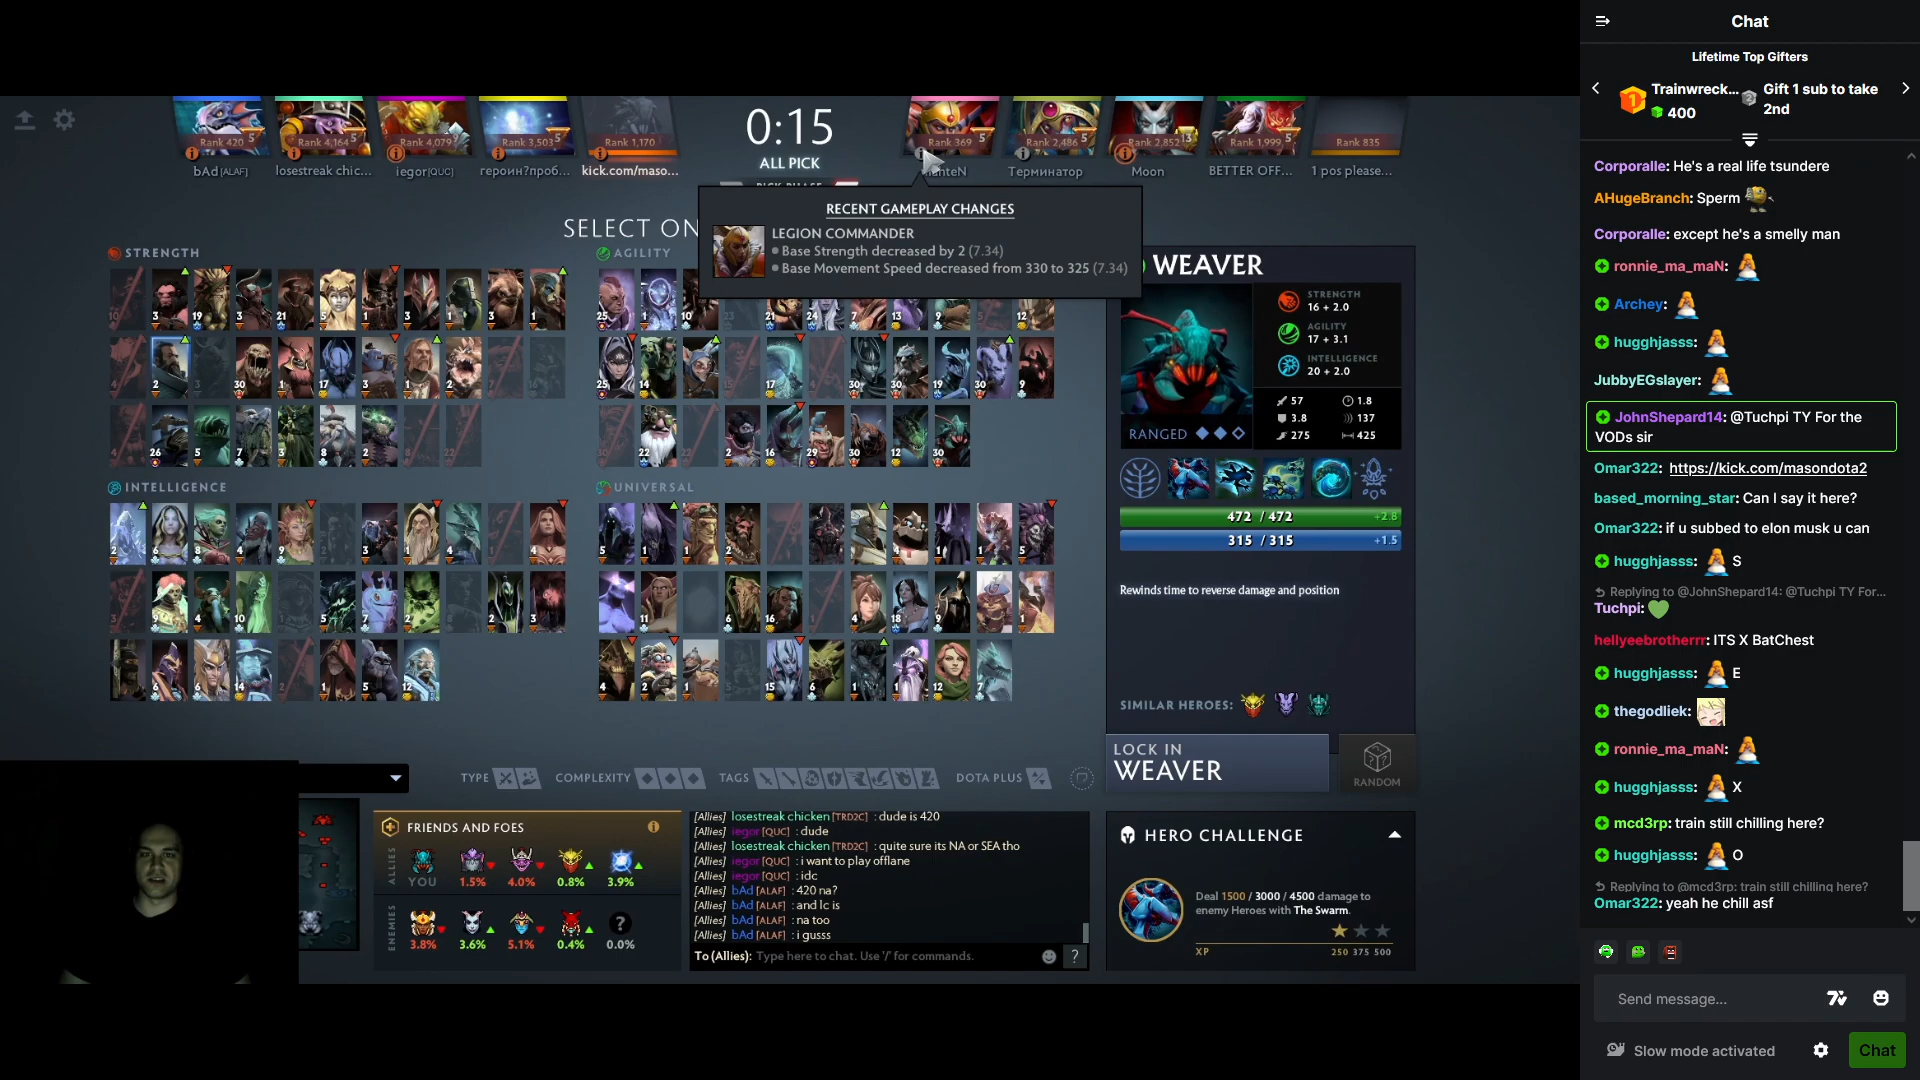 Rank 420
Rank 4,164
Rank 4,079
Rank 3,503
Rank 1,170
0:15
ALL PICK
Rank 369
Rank 2,486
Rank 2,852
Rank 1,999
Rank 835
bAd [ALAF]
losestreak chic...
iegor[QUC]
героин?проб...
kick.com/maso...
Терминатор
Moon
BETTER OFF...
1 pos please...
RECENT GAMEPLAY CHANGES
LEGION COMMANDER
Base Strength decreased by 2 (7.34)
Base Movement Speed decreased from 330 to 325 (7.34)
SELECT ON
STRENGTH
AGILITY
INTELLIGENCE
UNIVERSAL
WEAVER
STRENGTH
16 + 2.0
AGILITY
17 + 3.1
INTELLIGENCE
20 + 2.0
57
1.8
3.8
137
275
425
RANGED
472 / 472
+2.8
315 / 315
+1.5
Rewinds time to reverse damage and position
SIMILAR HEROES:
LOCK IN
WEAVER
RANDOM
TYPE
COMPLEXITY
TAGS
DOTA PLUS
FRIENDS AND FOES
ALLIES
YOU
1.5%
4.0%
0.8%
3.9%
ENEMIES
3.8%
3.6%
5.1%
0.4%
?
0.0%
[Allies] losestreak chicken [TRD2C] : dude is 420
[Allies] iegor [QUC] : dude
[Allies] losestreak chicken [TRD2C] : quite sure its NA or SEA tho
[Allies] iegor [QUC] : i want to play offlane
[Allies] iegor [QUC] : idc
[Allies] bAd [ALAF] : 420 na?
[Allies] bAd [ALAF] : and lc is
[Allies] bAd [ALAF] : na too
[Allies] bAd [ALAF] : i gusss
To (Allies): Type here to chat. Use '/' for commands.
?
HERO CHALLENGE
Deal 1500 / 3000 / 4500 damage to
enemy Heroes with The Swarm.
XP
250 375 500
Chat
Lifetime Top Gifters
1
Trainwreck...
400
2
Gift 1 sub to take
2nd
Corporalle: He's a real life tsundere
AHugeBranch: Sperm
Corporalle: except he's a smelly man
ronnie_ma_maN:
Archey:
hugghjasss:
JubbyEGslayer:
JohnShepard14: @Tuchpi TY For the
VODs sir
Omar322: https://kick.com/masondota2
based_morning_star: Can I say it here?
Omar322: if u subbed to elon musk u can
hugghjasss: S
Replying to @JohnShepard14: @Tuchpi TY For...
Tuchpi:
hellyeebrotherrr: ITS X BatChest
hugghjasss: E
thegodliek:
ronnie_ma_maN:
hugghjasss: X
mcd3rp: train still chilling here?
hugghjasss: O
Replying to @mcd3rp: train still chilling here?
Omar322: yeah he chill asf
Send message...
Slow mode activated
Chat